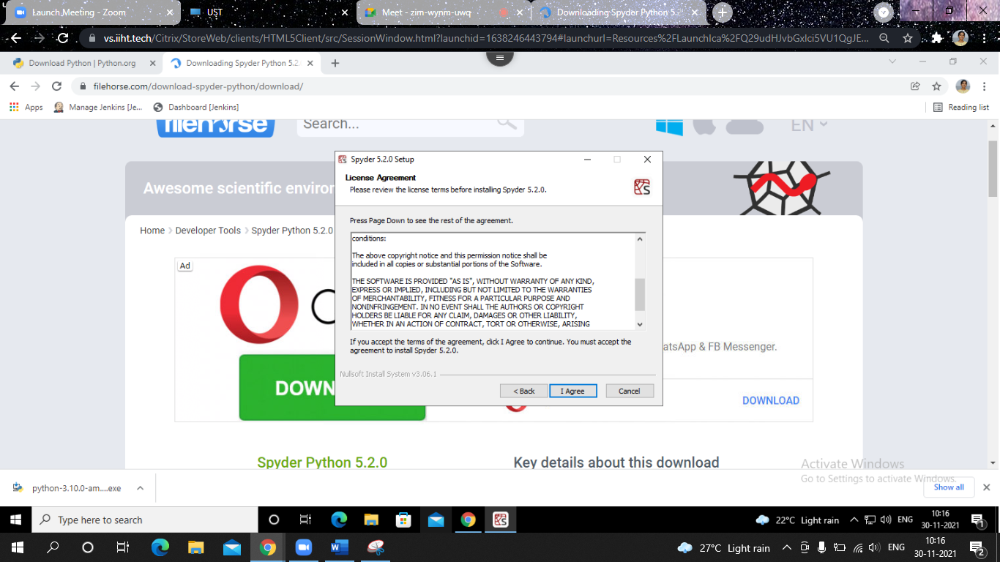 Launch Meeting - Zoom
UST
Meet - zim-wynm-uwq
Downloading Spyder Python 5.2
vs.iiht.tech/Citrix/StoreWeb/clients/HTML5Client/src/SessionWindow.html?launchid=1638246443794#launchurl=Resources%2FLaunchIca%2FQ29udHJvbGxlci5VU1QgJE...
Download Python | Python.org
Downloading Spyder Python 5.2.
filehorse.com/download-spyder-python/download/
Apps
Manage Jenkins [Je...
Dashboard [Jenkins]
Reading list
filehorse
Search...
EN
Awesome scientific enviro
Spyder 5.2.0 Setup
License Agreement
Please review the license terms before installing Spyder 5.2.0.
Press Page Down to see the rest of the agreement.
conditions:
The above copyright notice and this permission notice shall be
included in all copies or substantial portions of the Software.
THE SOFTWARE IS PROVIDED "AS IS", WITHOUT WARRANTY OF ANY KIND,
EXPRESS OR IMPLIED, INCLUDING BUT NOT LIMITED TO THE WARRANTIES
OF MERCHANTABILITY, FITNESS FOR A PARTICULAR PURPOSE AND
NONINFRINGEMENT. IN NO EVENT SHALL THE AUTHORS OR COPYRIGHT
HOLDERS BE LIABLE FOR ANY CLAIM, DAMAGES OR OTHER LIABILITY,
WHETHER IN AN ACTION OF CONTRACT, TORT OR OTHERWISE, ARISING
If you accept the terms of the agreement, click I Agree to continue. You must accept the
agreement to install Spyder 5.2.0.
Nullsoft Install System v3.06.1
< Back
I Agree
Cancel
Home
Developer Tools
Spyder Python 5.2.0
Ad
DOWN
atsApp & FB Messenger.
DOWNLOAD
Spyder Python 5.2.0
Key details about this download
Activate Windows
Go to Settings to activate Windows.
python-3.10.0-am....exe
Show all
Type here to search
22°C Light rain
ENG
10:16
30-11-2021
1
27°C Light rain
ENG
10:16
30-11-2021
2